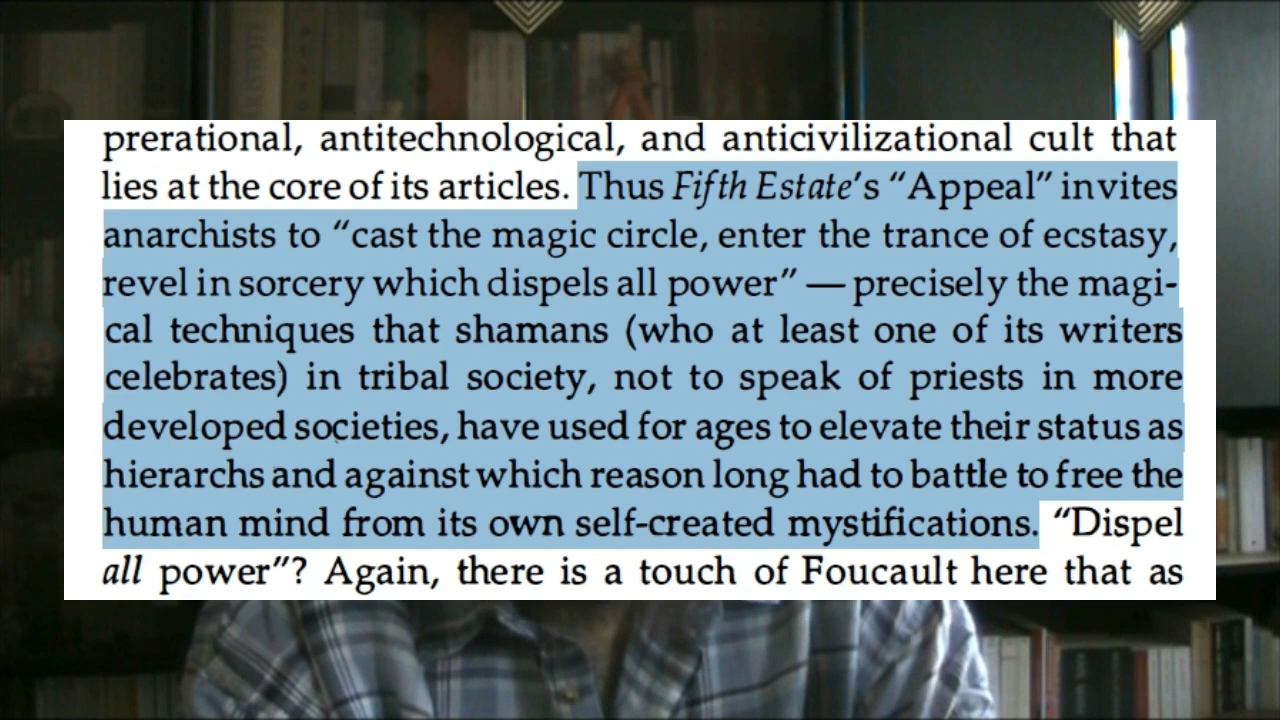 prerational, antitechnological, and anticivilizational cult that
lies at the core of its articles. Thus Fifth Estate’s “Appeal” invites
anarchists to “cast the magic circle, enter the trance of ecstasy,
revel in sorcery which dispels all power” — precisely the magi-
cal techniques that shamans (who at least one of its writers
celebrates) in tribal society, not to speak of priests in more
developed societies, have used for ages to elevate their status as
hierarchs and against which reason long had to battle to free the
human mind from its own self-created mystifications. “Dispel
all power”? Again, there is a touch of Foucault here that as